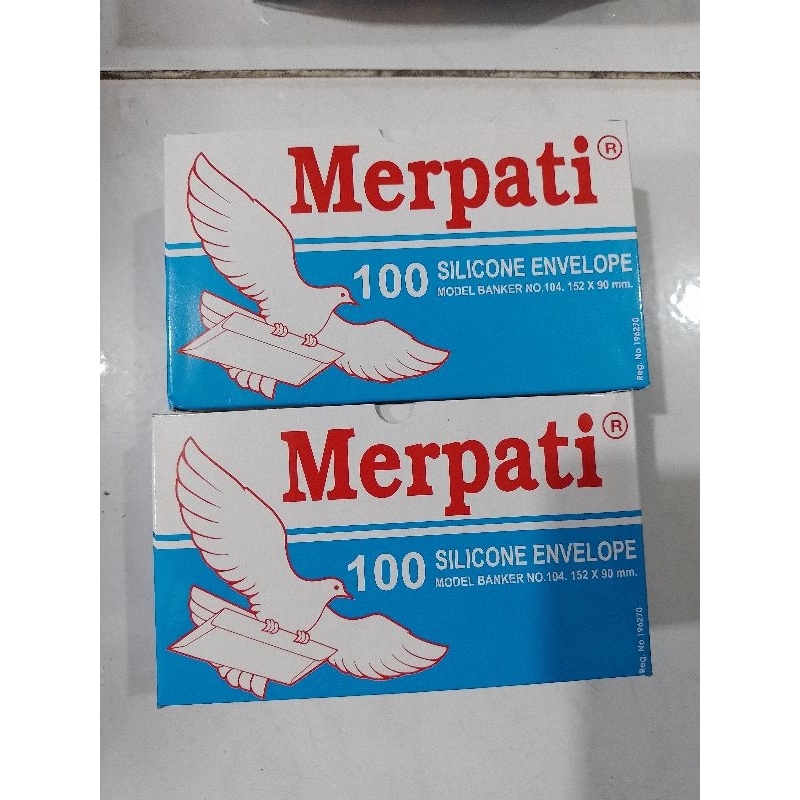 Merpati®
100 SILICONE ENVELOPE
MODEL BANKER NO.104. 152 X 90 mm.
Reg. No 196270
Merpati®
100 SILICONE ENVELOPE
MODEL BANKER NO.104. 152 X 90 mm.
Reg. No 196270